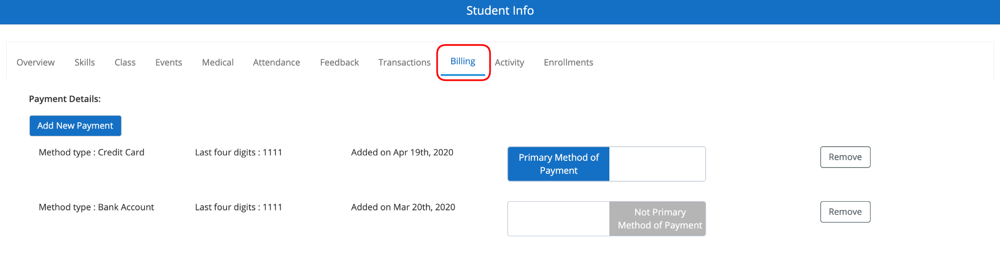 Student Info
Overview Skills Class Events Medical Attendance Feedback Transactions Billing Activity Enrollments
Payment Details:
Add New Payment
Method type : Credit Card Last four digits : 1111 Added on Apr 19th, 2020 Primary Method of Payment Remove
Method type : Bank Account Last four digits : 1111 Added on Mar 20th, 2020 Not Primary Method of Payment Remove